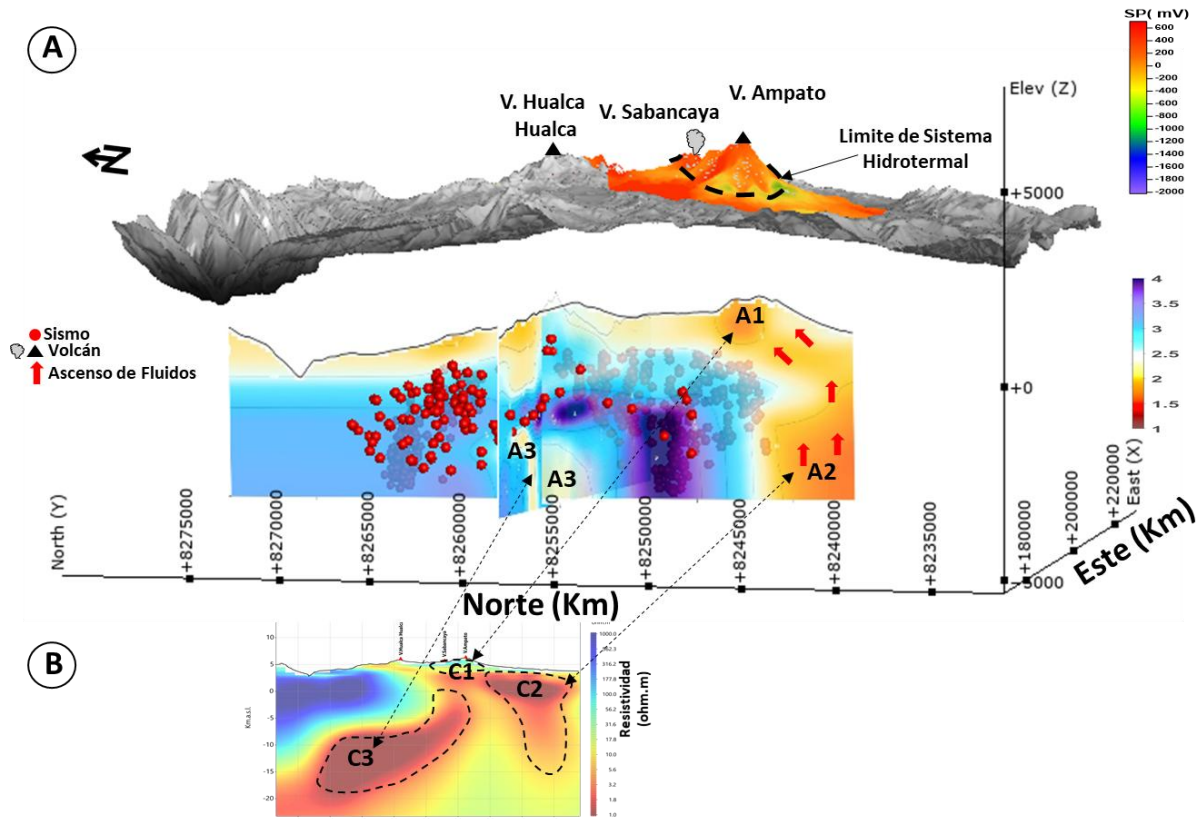 A
SP( mV)
600
400
200
0
-200
-400
-600
-800
-1000
-1200
-1400
-1600
-1800
-2000
Elev (Z)
V. Hualca
Hualca
V. Sabancaya
V. Ampato
Limite de Sistema
Hidrotermal
N
+5000
Sismo
Volcán
Ascenso de Fluidos
A1
4
3.5
3
2.5
2
1.5
1
+0
A3
A3
A2
North (Y)
+8275000
+8270000
+8265000
+8260000
+8255000
+8250000
+8245000
+8240000
+8235000
-5000
+180000
+200000
+220000
East (X)
Norte (Km)
Este (Km)
B
10
5
0
-5
-10
-15
-20
Km a.s.l.
V.Sabancaya
V.Ampato
C1
C2
C3
1000.0
562.3
316.2
177.8
100.0
56.2
31.6
17.8
10.0
5.6
3.2
1.8
1.0
Resistividad
(ohm.m)